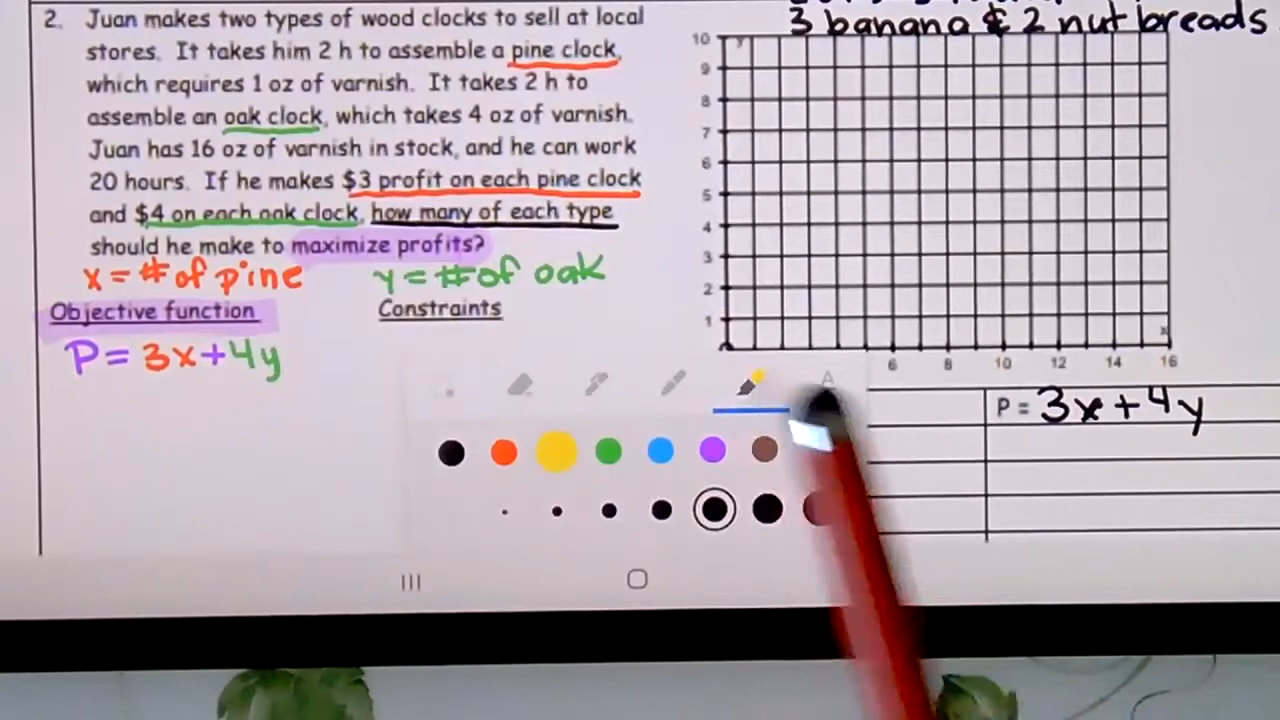 3 banana & 2 nut breads
2. Juan makes two types of wood clocks to sell at local
stores. It takes him 2 h to assemble a pine clock,
which requires 1 oz of varnish. It takes 2 h to
assemble an oak clock, which takes 4 oz of varnish.
Juan has 16 oz of varnish in stock, and he can work
20 hours. If he makes $3 profit on each pine clock
and $4 on each oak clock, how many of each type
should he make to maximize profits?
x = # of pine
y = # of oak
Objective function
Constraints
P = 3x + 4y
10
y
9
8
7
6
5
4
3
2
1
x
6 8 10 12 14 16
A
P = 3x + 4y